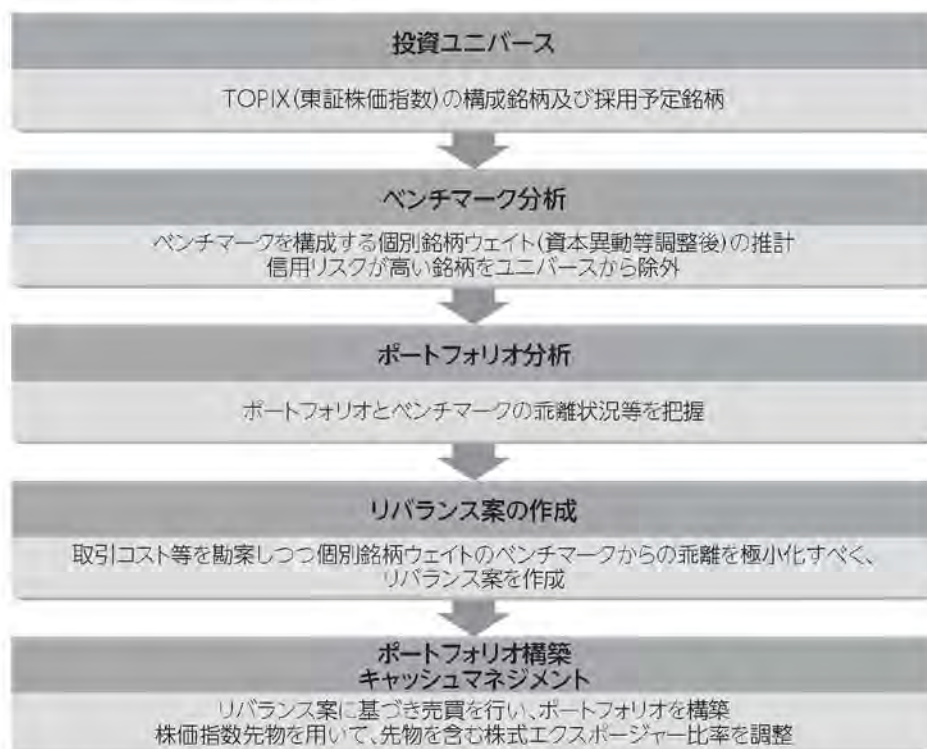 投資ユニバース
TOPIX(東証株価指数)の構成銘柄及び採用予定銘柄
ベンチマーク分析
ベンチマークを構成する個別銘柄ウェイト(資本異動等調整後)の推計
信用リスクが高い銘柄をユニバースから除外
ポートフォリオ分析
ポートフォリオとベンチマークの乖離状況等を把握
リバランス案の作成
取引コスト等を勘案しつつ個別銘柄ウェイトのベンチマークからの乖離を極小化すべく、
リバランス案を作成
ポートフォリオ構築
キャッシュマネジメント
リバランス案に基づき売買を行い、ポートフォリオを構築
株価指数先物を用いて、先物を含む株式エクスポージャー比率を調整